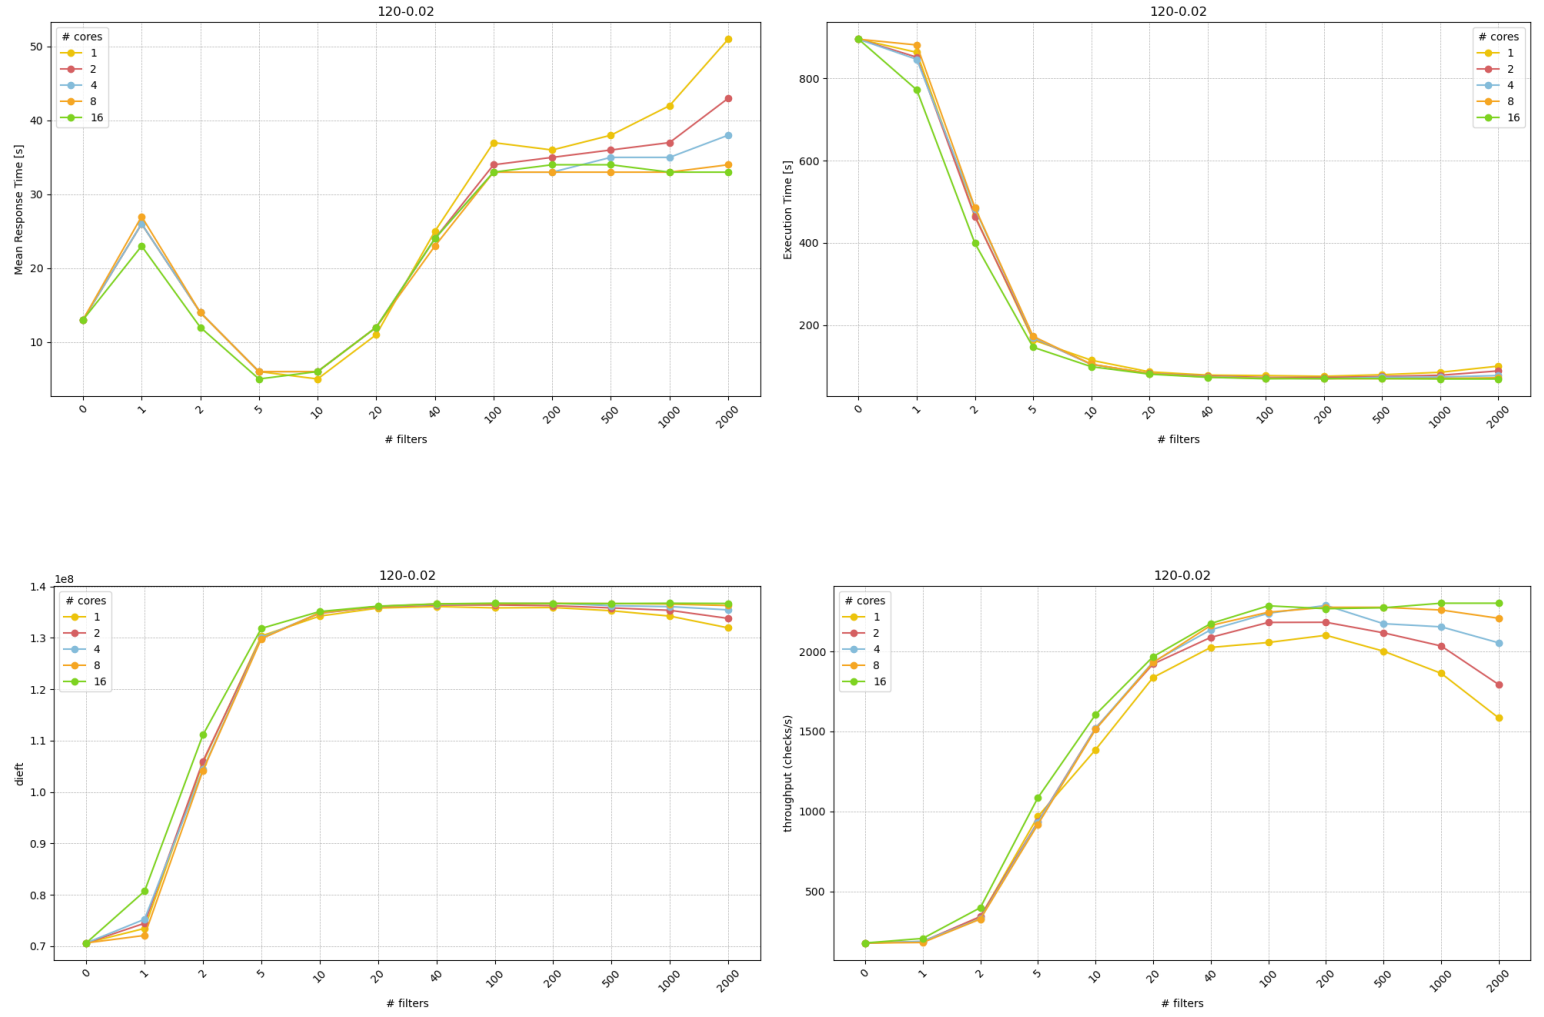 120-0.02
# cores
1
2
4
8
16
50
40
30
20
10
Mean Response Time [s]
0 1 2 5 10 20 40 100 200 500 1000 2000
# filters
120-0.02
# cores
1
2
4
8
16
800
600
400
200
Execution Time [s]
0 1 2 5 10 20 40 100 200 500 1000 2000
# filters
120-0.02
1e8
# cores
1
2
4
8
16
1.4
1.3
1.2
1.1
1.0
0.9
0.8
0.7
dieft
0 1 2 5 10 20 40 100 200 500 1000 2000
# filters
120-0.02
# cores
1
2
4
8
16
2000
1500
1000
500
throughput (checks/s)
0 1 2 5 10 20 40 100 200 500 1000 2000
# filters